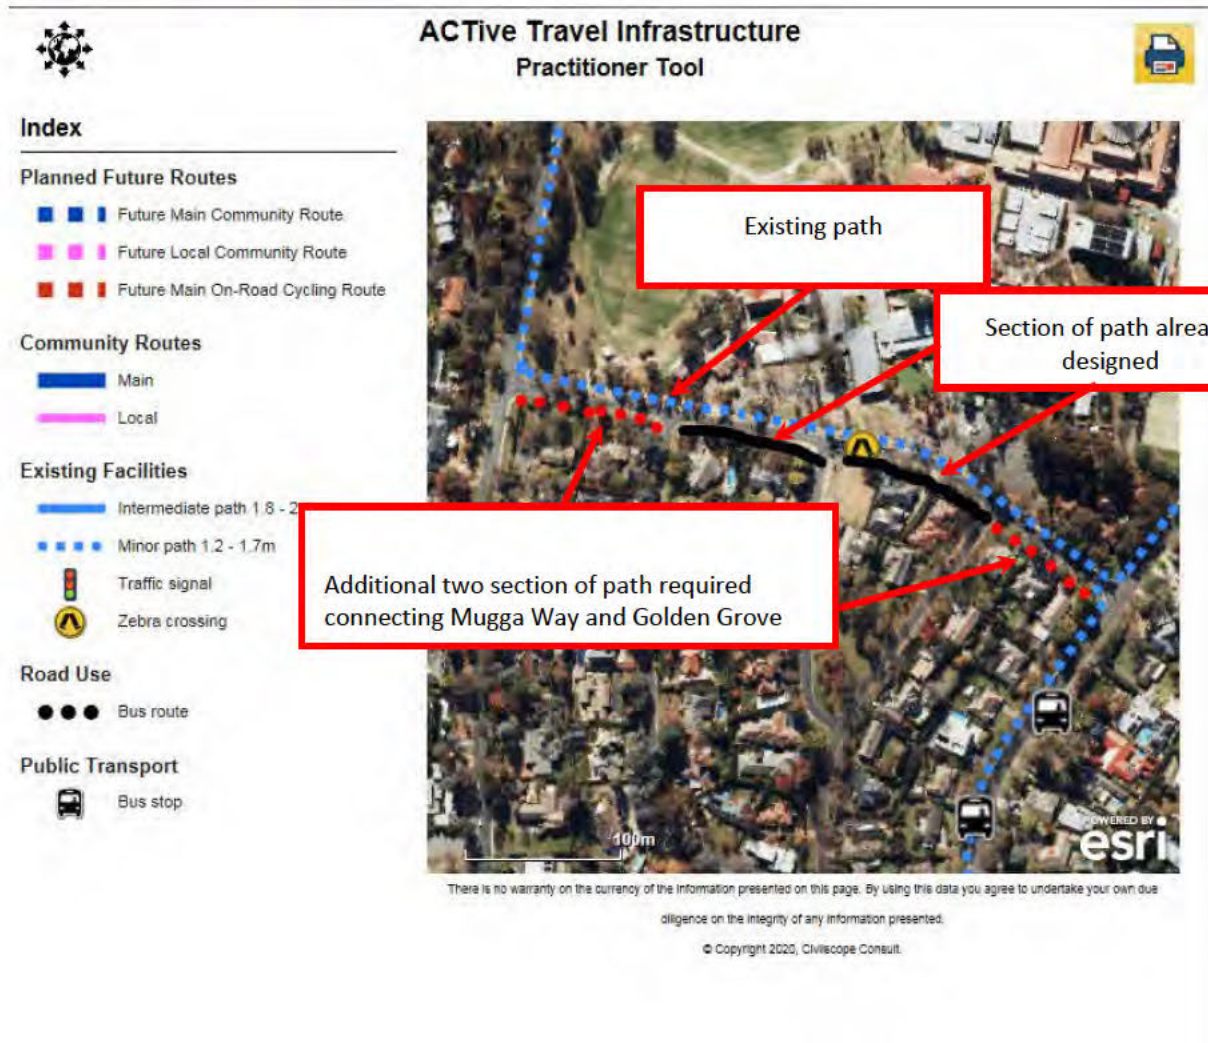 ACTive Travel Infrastructure
Practitioner Tool
Index
Planned Future Routes
Future Main Community Route
Future Local Community Route
Future Main On-Road Cycling Route
Community Routes
Main
Local
Existing Facilities
Intermediate path 1.8 - 2
Minor path 1.2 - 1.7m
Traffic signal
Zebra crossing
Road Use
Bus route
Public Transport
Bus stop
Existing path
Section of path alrea
designed
Additional two section of path required
connecting Mugga Way and Golden Grove
100m
POWERED BY
esri
There is no warranty on the currency of the information presented on this page. By using this data you agree to undertake your own due
diligence on the integrity of any information presented.
© Copyright 2020, Civilscope Consult.